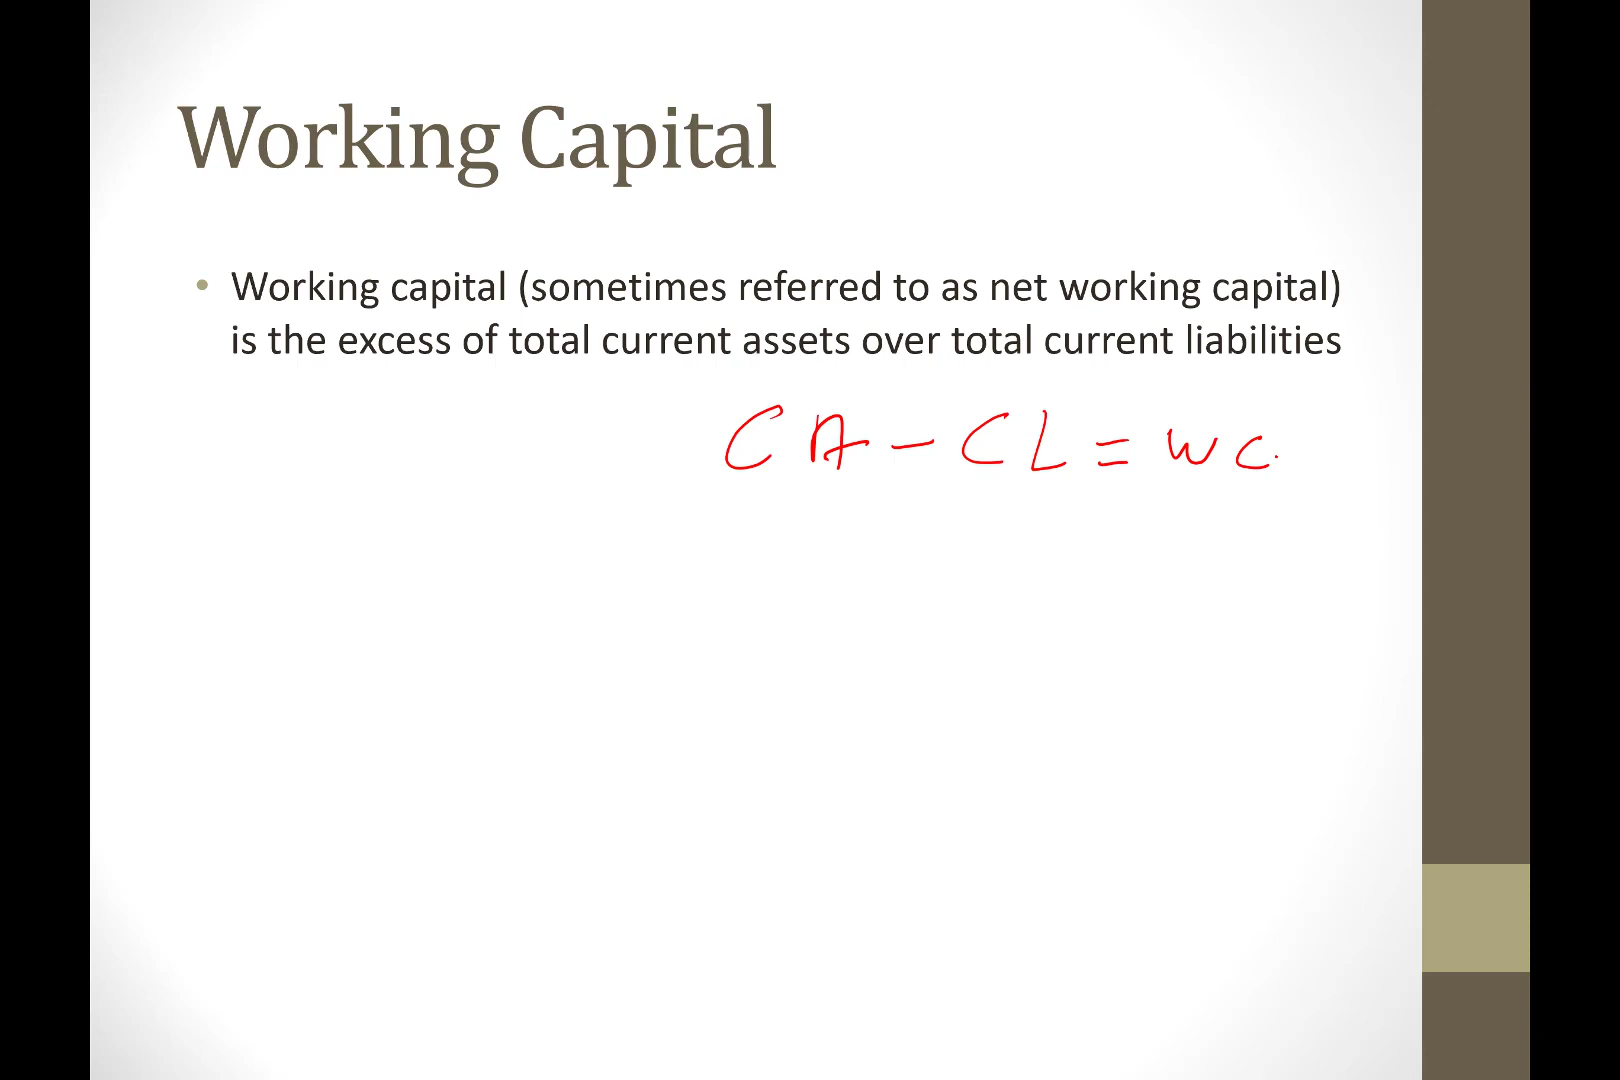 Working Capital
• Working capital (sometimes referred to as net working capital)
is the excess of total current assets over total current liabilities
CA - CL = WC.